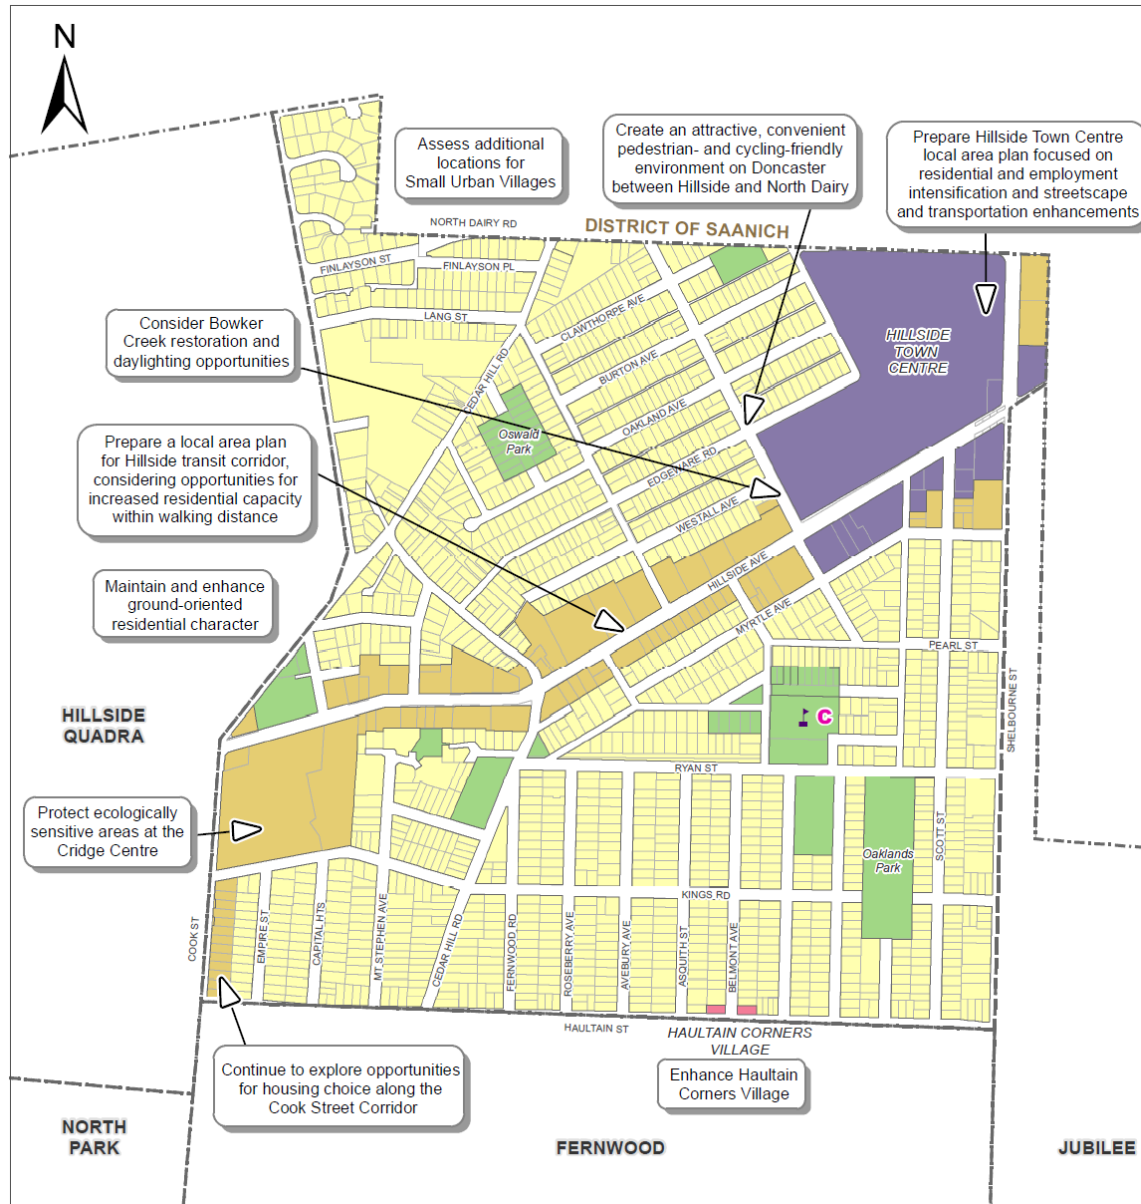 N
Assess additional
locations for
Small Urban Villages
Create an attractive, convenient
pedestrian- and cycling-friendly
environment on Doncaster
between Hillside and North Dairy
Prepare Hillside Town Centre
local area plan focused on
residential and employment
intensification and streetscape
and transportation enhancements
NORTH DAIRY RD
DISTRICT OF SAANICH
FINLAYSON ST
FINLAYSON PL
LANG ST
CLAWTHORPE AVE
Consider Bowker
Creek restoration and
daylighting opportunities
HILLSIDE
TOWN
CENTRE
BURTON AVE
CEDAR HILL RD
OAKLAND AVE
Oswald
Park
Prepare a local area plan
for Hillside transit corridor,
considering opportunities for
increased residential capacity
within walking distance
EDGEWARE RD
WESTALL AVE
HILLSIDE AVE
MYRTLE AVE
Maintain and enhance
ground-oriented
residential character
PEARL ST
SHELBOURNE ST
HILLSIDE
QUADRA
C
RYAN ST
Protect ecologically
sensitive areas at the
Cridge Centre
SCOTT ST
Oaklands
Park
KINGS RD
COOK ST
EMPIRE ST
CAPITAL HTS
MT STEPHEN AVE
CEDAR HILL RD
FERNWOOD RD
ROSEBERRY AVE
AVEBURY AVE
ASQUITH ST
BELMONT AVE
HAULTAIN ST
HAULTAIN CORNERS
VILLAGE
Continue to explore opportunities
for housing choice along the
Cook Street Corridor
Enhance Haultain
Corners Village
NORTH
PARK
FERNWOOD
JUBILEE